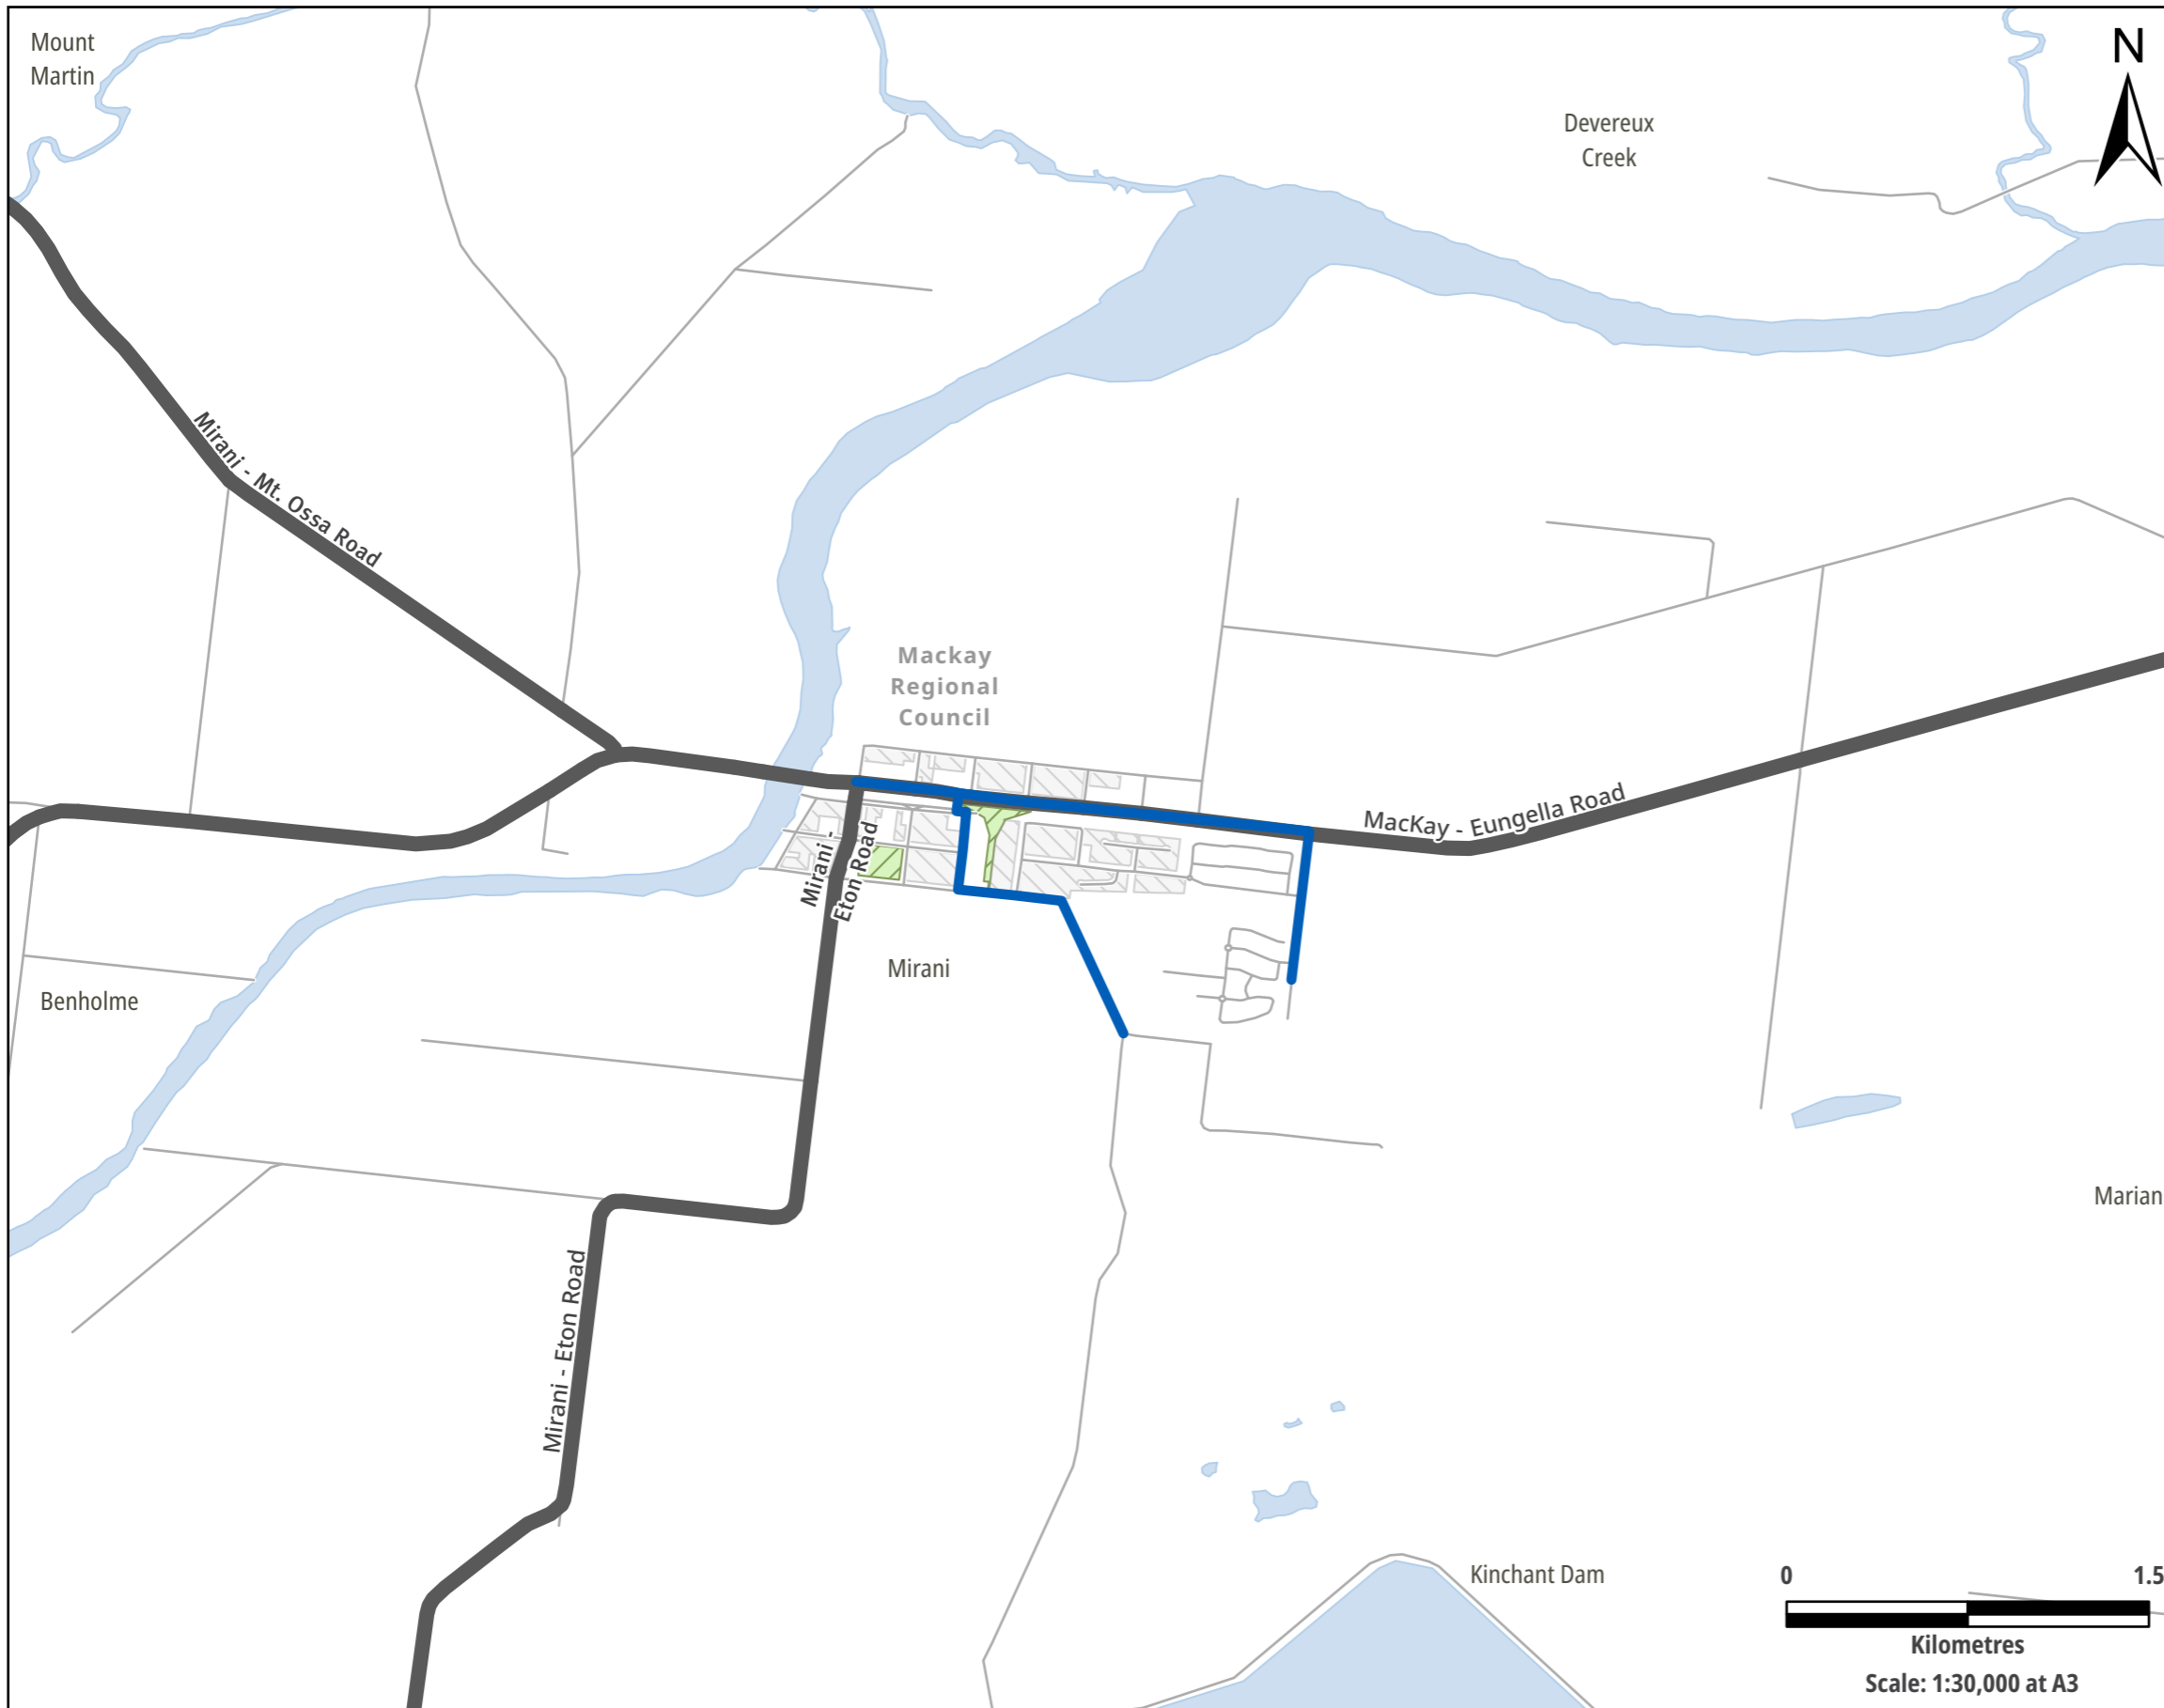 Mount
Martin
N
Devereux
Creek
Mirani - Mt. Ossa Road
Mackay
Regional
Council
MacKay - Eungella Road
Mirani -
Eton Road
Mirani
Benholme
Marian
Mirani - Eton Road
Kinchant Dam
0 1.5
Kilometres
Scale: 1:30,000 at A3